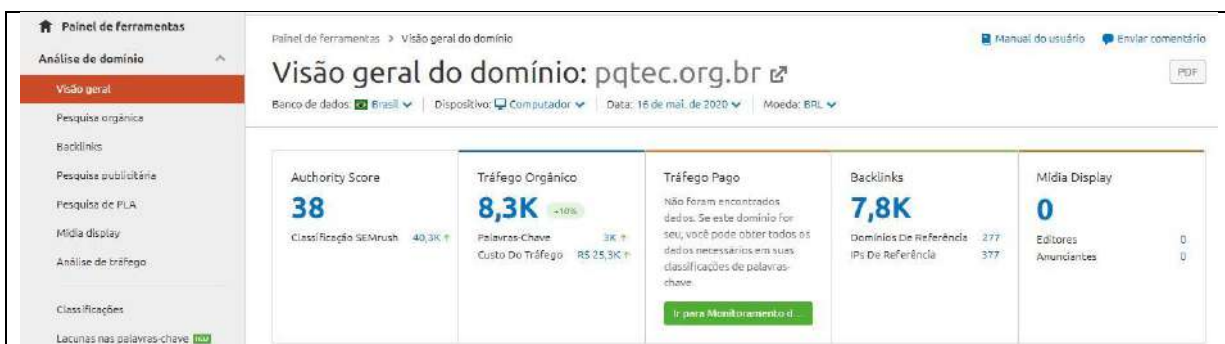 Painel de ferramentas
Análise de domínio
Visão geral
Pesquisa orgânica
Backlinks
Pesquisa publicitária
Pesquisa de PLA
Mídia display
Análise de tráfego
Classificações
Lacunas nas palavras-chave
Painel de ferramentas > Visão geral do domínio
Manual do usuário Enviar comentário
Visão geral do domínio: pqtec.org.br
PDF
Banco de dados: Brasil Dispositivo: Computador Data: 16 de mai. de 2020 Moeda: BRL
Authority Score
38
Classificação SEMrush 40,3K ↑
Tráfego Orgânico
8,3K +10%
Palavras-Chave 3K ↑
Custo Do Tráfego R$ 25,3K ↑
Tráfego Pago
Não foram encontrados
dados. Se este domínio for
seu, você pode obter todos os
dados necessários em suas
classificações de palavras-
chave.
Ir para Monitoramento d...
Backlinks
7,8K
Domínios De Referência 277
IPs De Referência 377
Mídia Display
0
Editores 0
Anunciantes 0